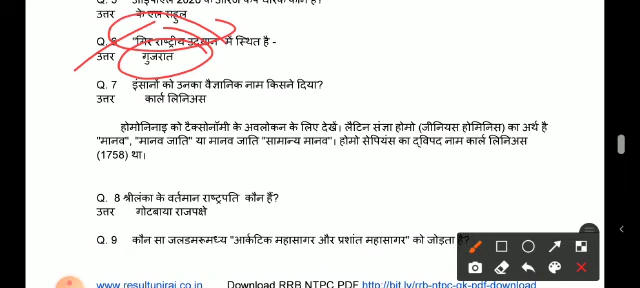 उत्तर के एल राहुल
Q. 6 "गिर राष्ट्रीय उद्यान" में स्थित है -
उत्तर गुजरात
Q. 7 इंसानों को उनका वैज्ञानिक नाम किसने दिया?
उत्तर कार्ल लिनिअस
होमोनिनाइ को टैक्सोनॉमी के अवलोकन के लिए देखें। लैटिन संज्ञा होमो (जीनियस होमिनिस) का अर्थ है
"मानव", "मानव जाति" या मानव जाति "सामान्य मानव"। होमो सेपियंस का द्विपद नाम कार्ल लिनिअस
(1758) था।
Q. 8 श्रीलंका के वर्तमान राष्ट्रपति कौन हैं?
उत्तर गोटबाया राजपक्षे
Q. 9 कौन सा जलडमरूमध्य "आर्कटिक महासागर और प्रशांत महासागर" को जोड़ता है?
www.resultuniraj.co.in Download RRB NTPC PDF http://bit.ly/rrb-ntpc-gk-pdf-download